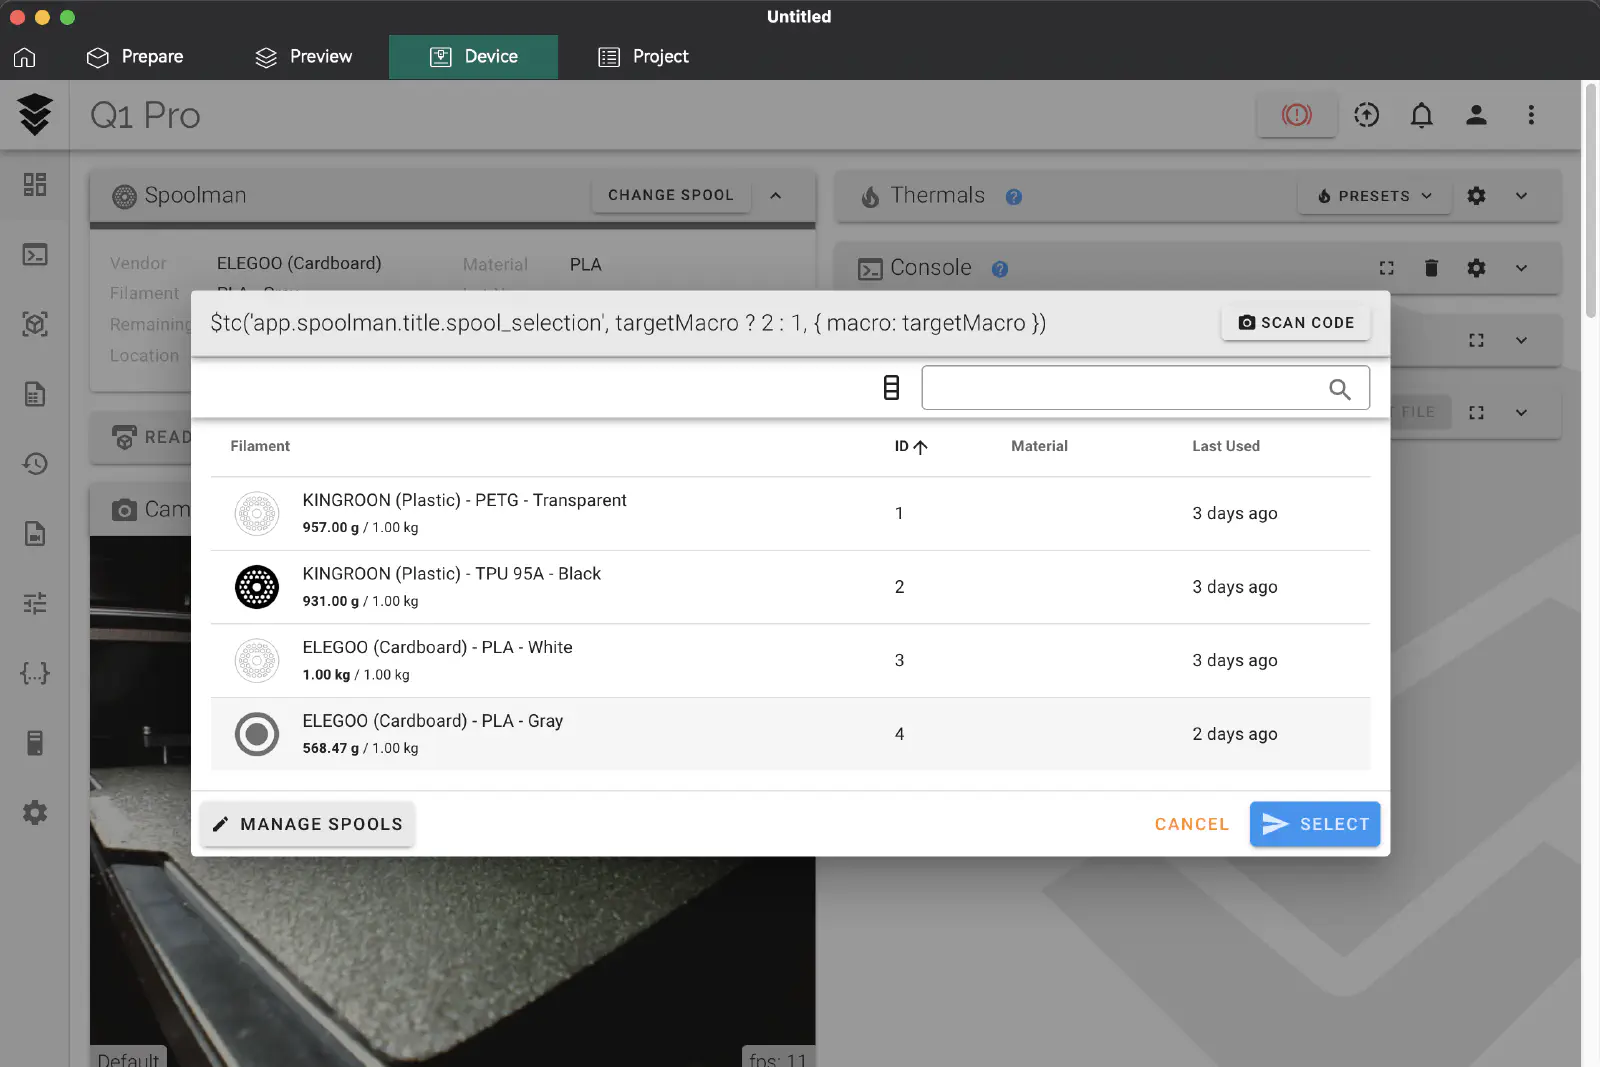 Untitled
Prepare
Preview
Device
Project
Q1 Pro
Spoolman
CHANGE SPOOL
Thermals
PRESETS
Vendor
ELEGOO (Cardboard)
Material
PLA
Console
Filament
Remaining
Location
$tc('app.spoolman.title.spool_selection', targetMacro ? 2 : 1, { macro: targetMacro })
SCAN CODE
FILE
READ
Cam
Filament
ID
Material
Last Used
KINGROON (Plastic) - PETG - Transparent
957.00 g / 1.00 kg
1
3 days ago
KINGROON (Plastic) - TPU 95A - Black
931.00 g / 1.00 kg
2
3 days ago
ELEGOO (Cardboard) - PLA - White
1.00 kg / 1.00 kg
3
3 days ago
ELEGOO (Cardboard) - PLA - Gray
568.47 g / 1.00 kg
4
2 days ago
MANAGE SPOOLS
CANCEL
SELECT
Default
fps: 11